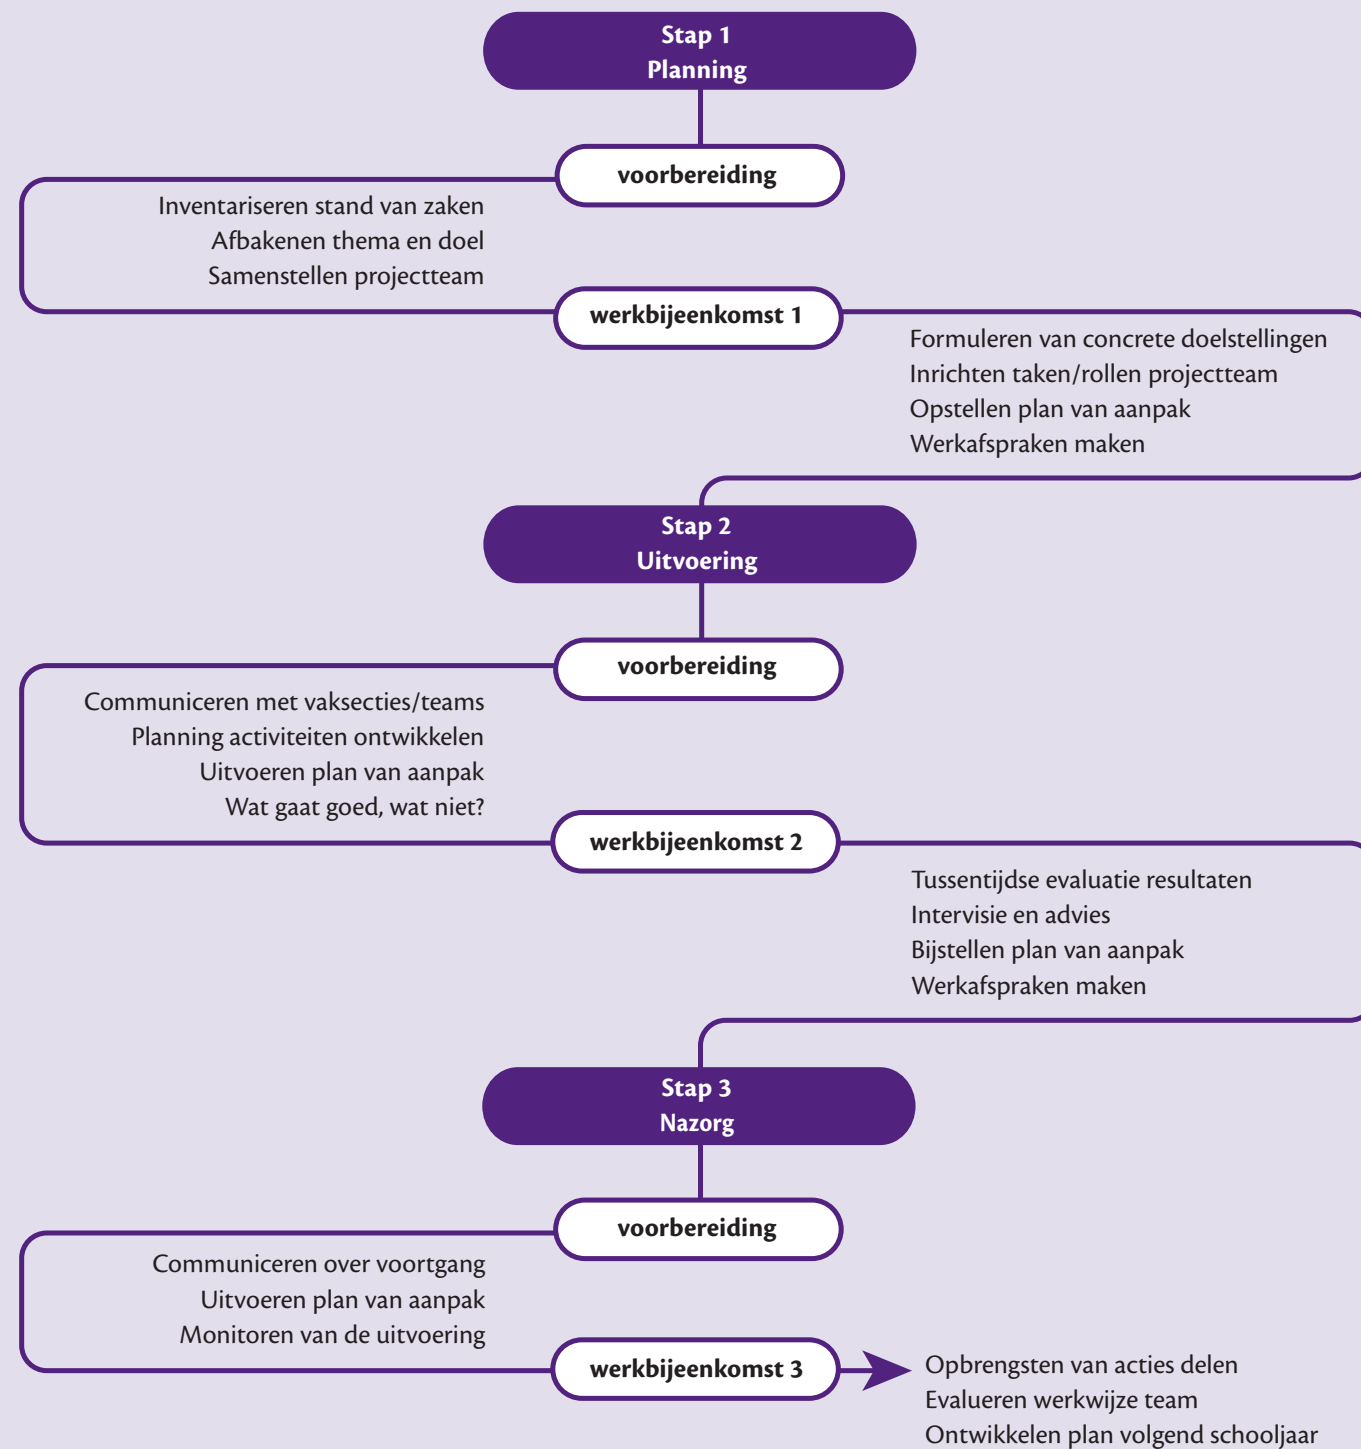 Stap 1
Planning
voorbereiding
Inventariseren stand van zaken
Afbakenen thema en doel
Samenstellen projectteam
werkbijeenkomst 1
Formuleren van concrete doelstellingen
Inrichten taken/rollen projectteam
Opstellen plan van aanpak
Werkafspraken maken
Stap 2
Uitvoering
voorbereiding
Communiceren met vaksecties/teams
Planning activiteiten ontwikkelen
Uitvoeren plan van aanpak
Wat gaat goed, wat niet?
werkbijeenkomst 2
Tussentijdse evaluatie resultaten
Intervisie en advies
Bijstellen plan van aanpak
Werkafspraken maken
Stap 3
Nazorg
voorbereiding
Communiceren over voortgang
Uitvoeren plan van aanpak
Monitoren van de uitvoering
werkbijeenkomst 3
Opbrengsten van acties delen
Evalueren werkwijze team
Ontwikkelen plan volgend schooljaar